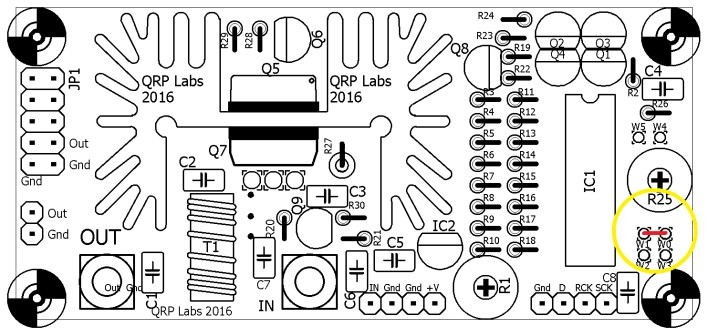 R24
R29
R28
Q6
R23
Q2
Q3
Q8
R19
Q4
Q1
JP1
QRP Labs
2016
Q5
QRP Labs
2016
R22
R2
C4
R3
R11
R26
R4
R12
W5
W4
Out
R5
R13
Gnd
Q7
R27
R6
R14
IC1
Gnd
C2
R7
R15
R25
Q9
C3
R8
R16
Out
R20
R30
R9
R17
Gnd
OUT
T1
R21
IC2
R10
R18
C7
C5
Out
Gnd
C1
QRP Labs 2016
IN
C6
IN
Gnd
Gnd
+V
R1
Gnd
D
RCK
SCK
C8